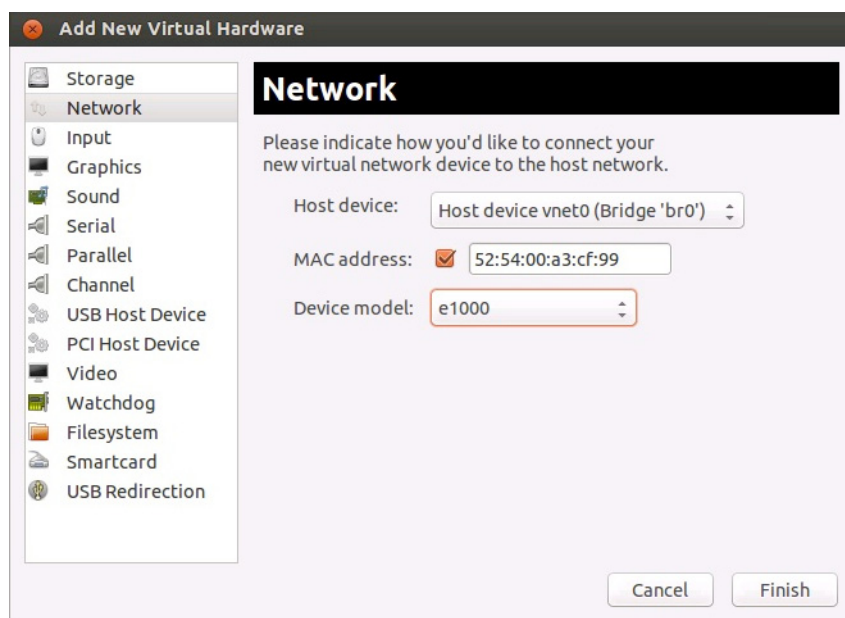 Add New Virtual Hardware
Storage
Network
Input
Graphics
Sound
Serial
Parallel
Channel
USB Host Device
PCI Host Device
Video
Watchdog
Filesystem
Smartcard
USB Redirection
Network
Please indicate how you'd like to connect your
new virtual network device to the host network.
Host device: Host device vnet0 (Bridge 'br0')
MAC address: 52:54:00:a3:cf:99
Device model: e1000
Cancel Finish